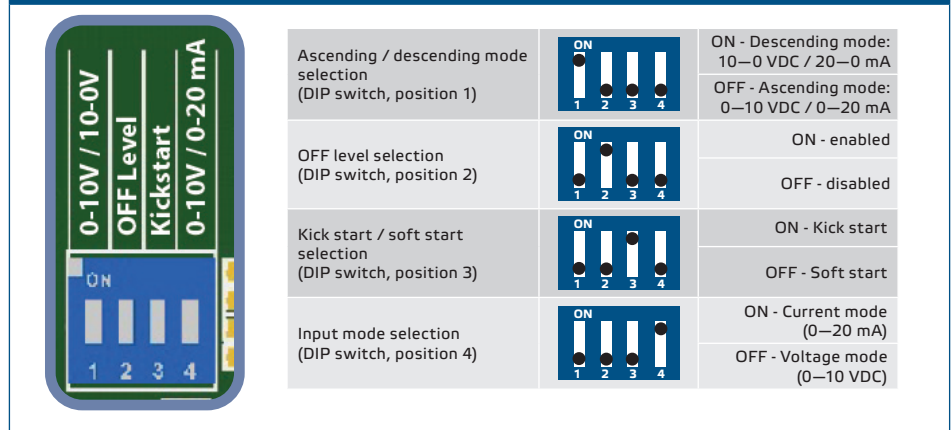 0-10V / 10-0V
OFF Level
Kickstart
0-10V / 0-20 mA
ON
1 2 3 4
Ascending / descending mode
selection
(DIP switch, position 1)
ON
1 2 3 4
ON - Descending mode:
10—0 VDC / 20—0 mA
OFF - Ascending mode:
0—10 VDC / 0—20 mA
OFF level selection
(DIP switch, position 2)
ON
1 2 3 4
ON - enabled
OFF - disabled
Kick start / soft start
selection
(DIP switch, position 3)
ON
1 2 3 4
ON - Kick start
OFF - Soft start
Input mode selection
(DIP switch, position 4)
ON
1 2 3 4
ON - Current mode
(0—20 mA)
OFF - Voltage mode
(0—10 VDC)